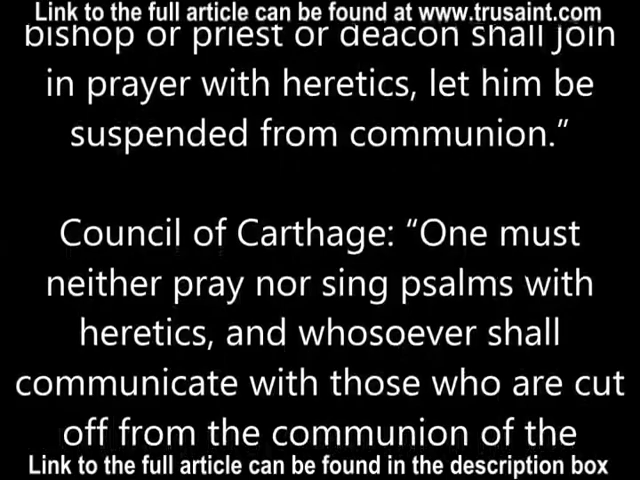 Link to the full article can be found at www.trusaint.com
bishop or priest or deacon shall join
in prayer with heretics, let him be
suspended from communion.”
Council of Carthage: “One must
neither pray nor sing psalms with
heretics, and whosoever shall
communicate with those who are cut
off from the communion of the
Link to the full article can be found in the description box